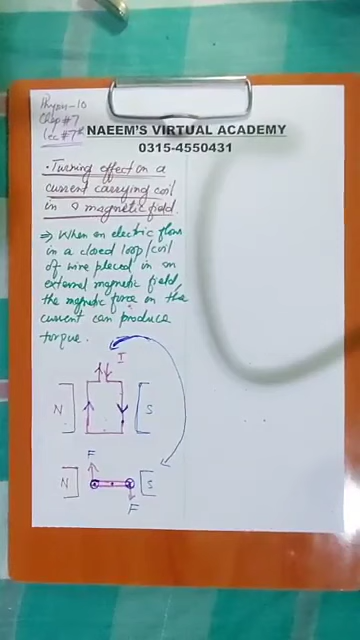 Physics-10
Chap#7
Lec #7
NAEEM'S VIRTUAL ACADEMY
0315-4550431
• Turning effect on a
current carrying coil
in a magnetic field.
⇒ When an electric flows
in a closed loop/coil
of wire placed in an
external magnetic field,
the magnetic force on the
current can produce
torque.
I
N
S
F
N
S
F